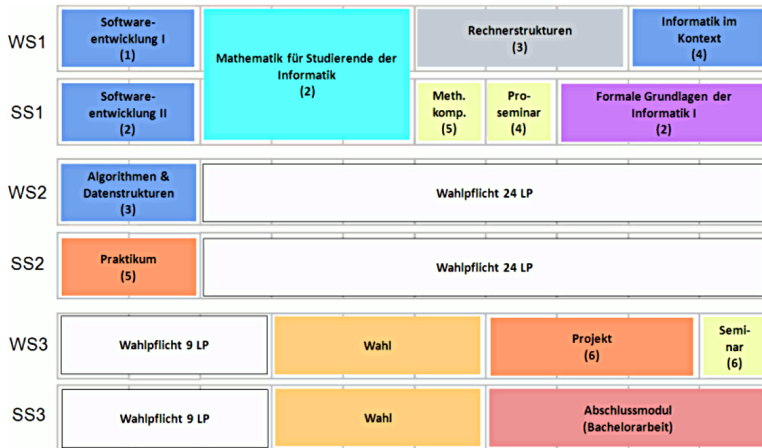 WS1
Software-
entwicklung I
(1)
Mathematik für Studierende der
Informatik
(2)
Rechnerstrukturen
(3)
Informatik im
Kontext
(4)
SS1
Software-
entwicklung II
(2)
Meth.
komp.
(5)
Pro-
seminar
(4)
Formale Grundlagen der
Informatik I
(2)
WS2
Algorithmen &
Datenstrukturen
(3)
Wahlpflicht 24 LP
SS2
Praktikum
(5)
Wahlpflicht 24 LP
WS3
Wahlpflicht 9 LP
Wahl
Projekt
(6)
Semi-
nar
(6)
SS3
Wahlpflicht 9 LP
Wahl
Abschlussmodul
(Bachelorarbeit)